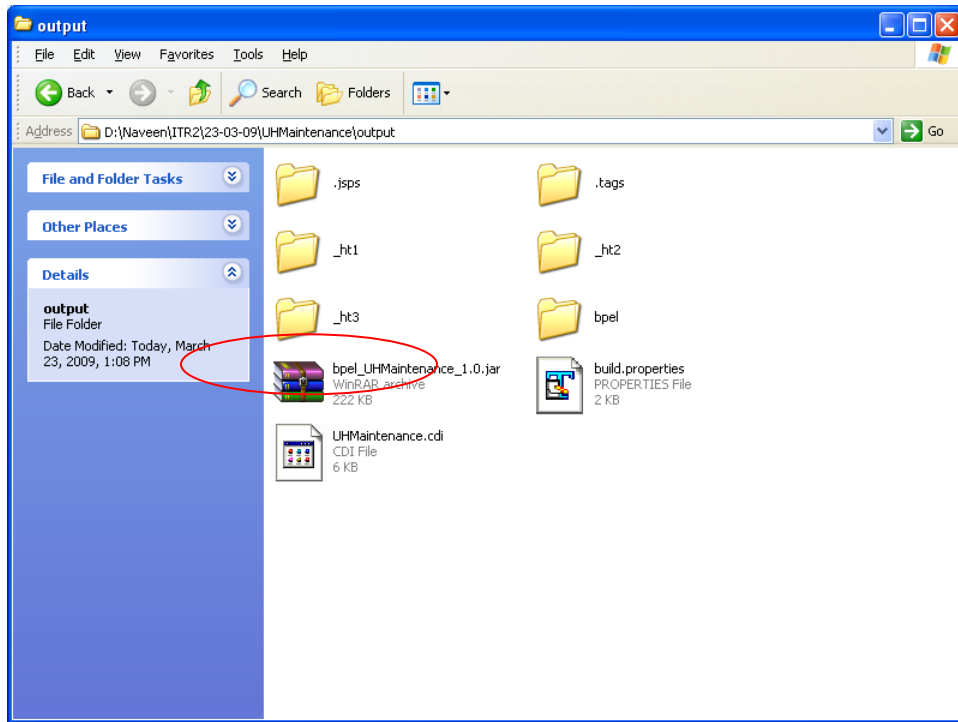 output
File Edit View Favorites Tools Help
Back Search Folders
Address D:\Naveen\ITR2\23-03-09\UHMaintenance\output Go
File and Folder Tasks
Other Places
Details
output
File Folder
Date Modified: Today, March
23, 2009, 1:08 PM
.jsps
.tags
_ht1
_ht2
_ht3
bpel
bpel_UHMaintenance_1.0.jar
WinRAR archive
222 KB
build.properties
PROPERTIES File
2 KB
UHMaintenance.cdi
CDI File
6 KB